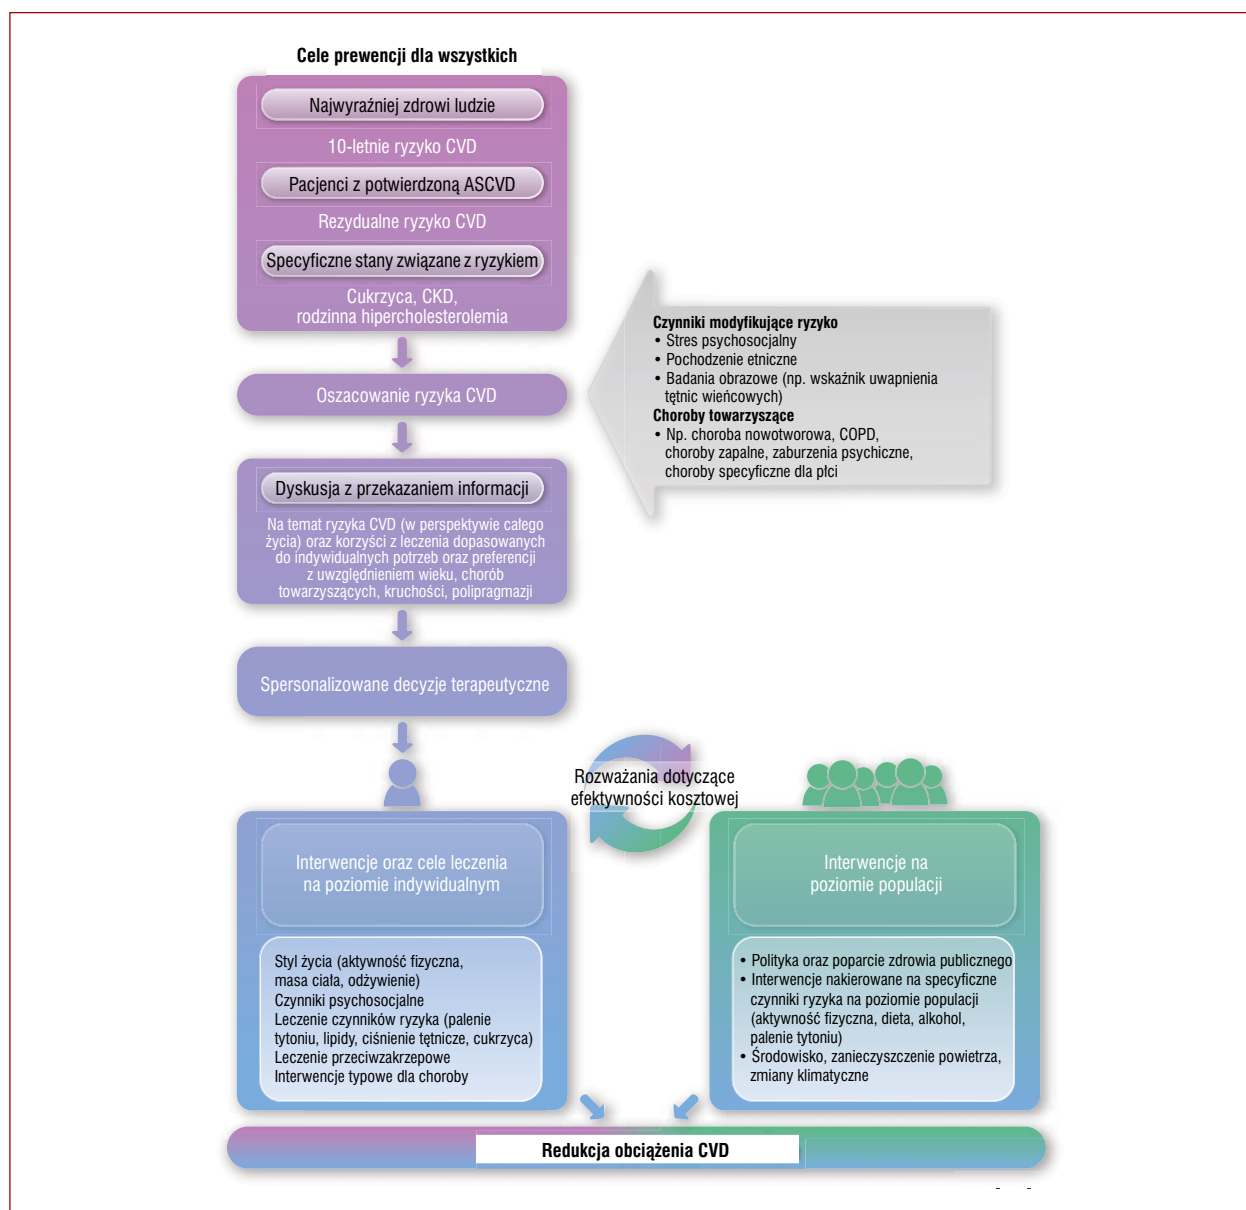 Cele prewencji dla wszystkich
Najwyraźniej zdrowi ludzie
10-letnie ryzyko CVD
Pacjenci z potwierdzoną ASCVD
Rezydualne ryzyko CVD
Specyficzne stany związane z ryzykiem
Cukrzyca, CKD,
rodzinna hipercholesterolemia
Oszacowanie ryzyka CVD
Czynniki modyfikujące ryzyko
• Stres psychosocjalny
• Pochodzenie etniczne
• Badania obrazowe (np. wskaźnik uwapnienia
tętnic wieńcowych)
Choroby towarzyszące
• Np. choroba nowotworowa, COPD,
choroby zapalne, zaburzenia psychiczne,
choroby specyficzne dla płci
Dyskusja z przekazaniem informacji
Na temat ryzyka CVD (w perspektywie całego
życia) oraz korzyści z leczenia dopasowanych
do indywidualnych potrzeb oraz preferencji
z uwzględnieniem wieku, chorób
towarzyszących, kruchości, polipragmazji
Spersonalizowane decyzje terapeutyczne
Rozważania dotyczące
efektywności kosztowej
Interwencje oraz cele leczenia
na poziomie indywidualnym
Styl życia (aktywność fizyczna,
masa ciała, odżywienie)
Czynniki psychosocjalne
Leczenie czynników ryzyka (palenie
tytoniu, lipidy, ciśnienie tętnicze, cukrzyca)
Leczenie przeciwzakrzepowe
Interwencje typowe dla choroby
Interwencje na
poziomie populacji
• Polityka oraz poparcie zdrowia publicznego
• Interwencje nakierowane na specyficzne
czynniki ryzyka na poziomie populacji
(aktywność fizyczna, dieta, alkohol,
palenie tytoniu)
• Środowisko, zanieczyszczenie powietrza,
zmiany klimatyczne
Redukcja obciążenia CVD